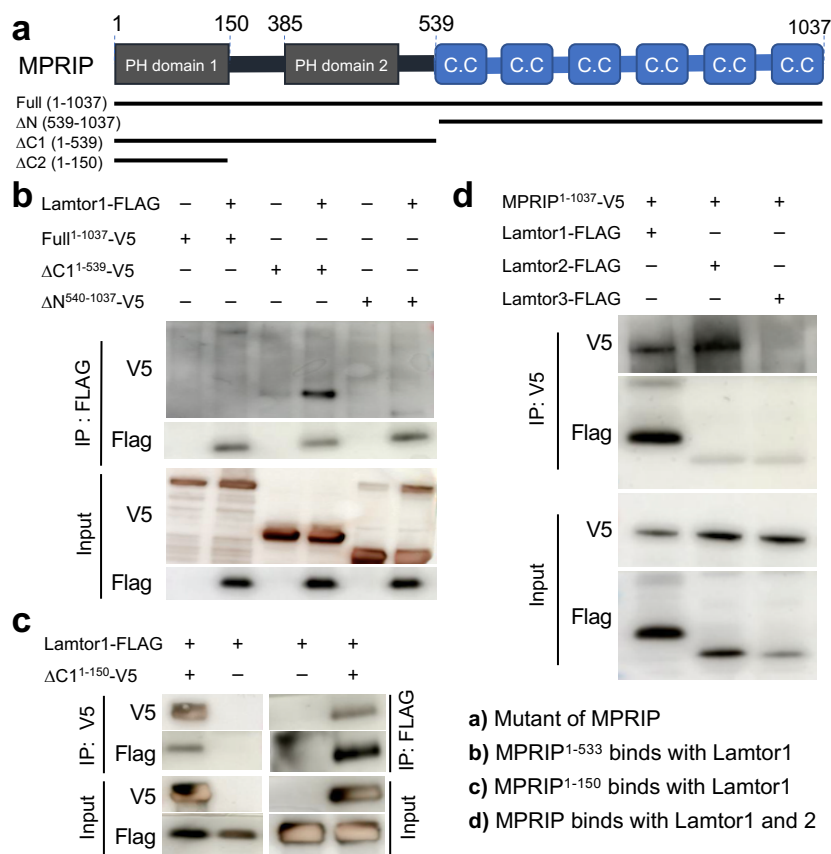 a
1 150 385 539 1037
MPRIP PH domain 1 PH domain 2 C.C C.C C.C C.C C.C C.C
Full (1-1037)
ΔN (539-1037)
ΔC1 (1-539)
ΔC2 (1-150)
b
Lamtor1-FLAG – + – + – +
Full1-1037-V5 + + – – – –
ΔC11-539-V5 – – + + – –
ΔN540-1037-V5 – – – – + +
IP : FLAG
V5
Flag
Input
V5
Flag
c
Lamtor1-FLAG + + + +
ΔC11-150-V5 + – – +
IP: V5
V5
Flag
IP: FLAG
Input
V5
Flag
Input
d
MPRIP1-1037-V5 + + +
Lamtor1-FLAG + – –
Lamtor2-FLAG – + –
Lamtor3-FLAG – – +
IP: V5
V5
Flag
Input
V5
Flag
a) Mutant of MPRIP
b) MPRIP1-533 binds with Lamtor1
c) MPRIP1-150 binds with Lamtor1
d) MPRIP binds with Lamtor1 and 2